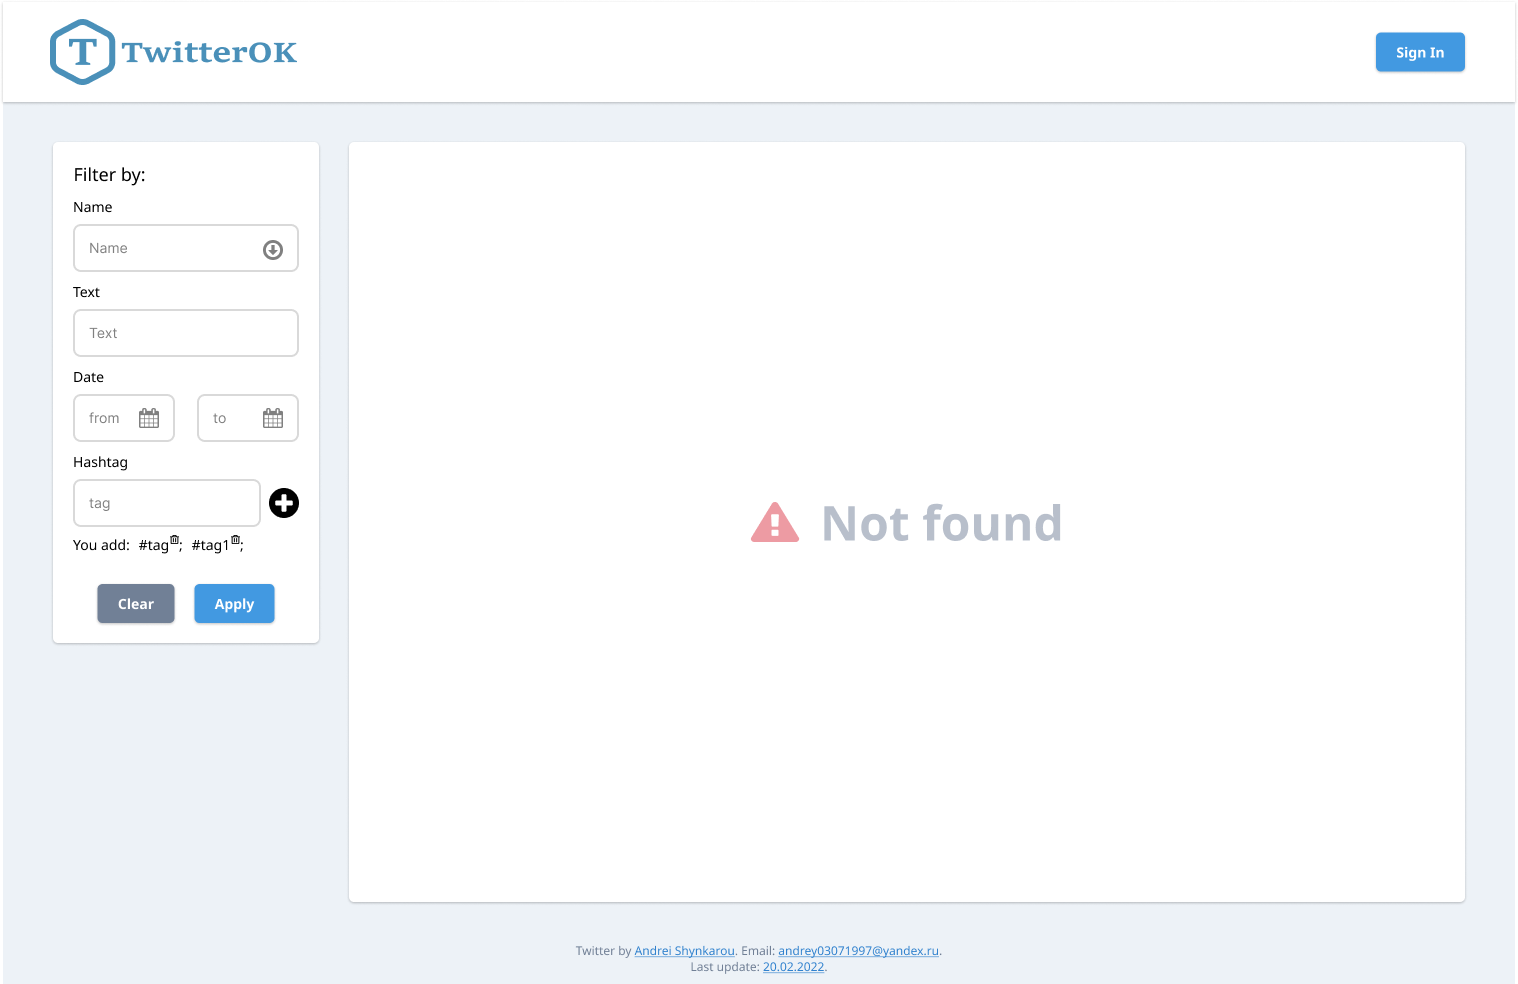 T TwitterOK
Sign In
Filter by:
Name
Name
Text
Text
Date
from to
Hashtag
tag
You add: #tag; #tag1;
Clear Apply
Not found
Twitter by Andrei Shynkarou. Email: andrey03071997@yandex.ru.
Last update: 20.02.2022.